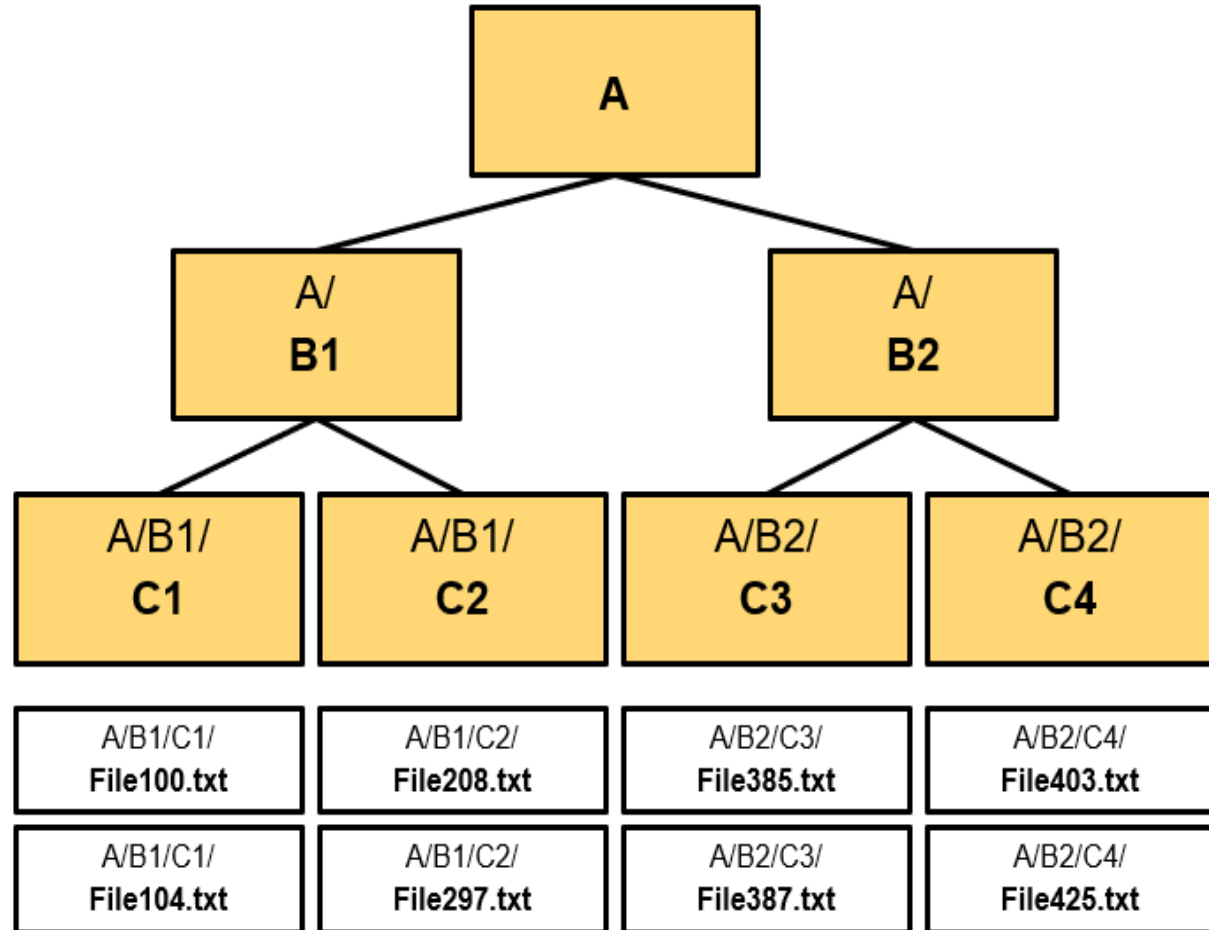 A
A/
B1
A/
B2
A/B1/
C1
A/B1/
C2
A/B2/
C3
A/B2/
C4
A/B1/C1/
File100.txt
A/B1/C2/
File208.txt
A/B2/C3/
File385.txt
A/B2/C4/
File403.txt
A/B1/C1/
File104.txt
A/B1/C2/
File297.txt
A/B2/C3/
File387.txt
A/B2/C4/
File425.txt